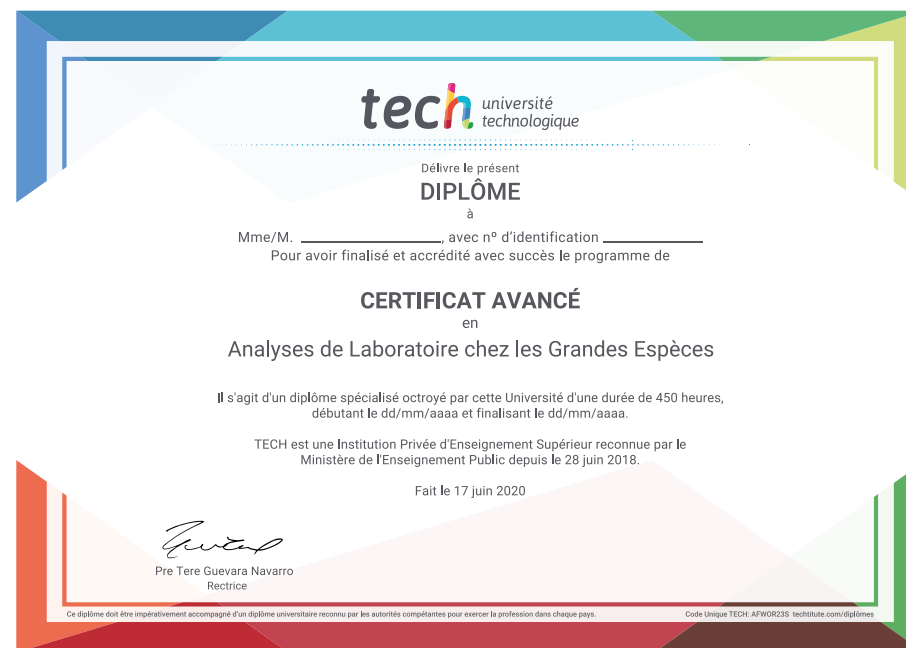 tech université
technologique
Délivre le présent
DIPLÔME
à
Mme/M. ____________________, avec nº d'identification ______________
Pour avoir finalisé et accrédité avec succès le programme de
CERTIFICAT AVANCÉ
en
Analyses de Laboratoire chez les Grandes Espèces
Il s'agit d'un diplôme spécialisé octroyé par cette Université d'une durée de 450 heures,
débutant le dd/mm/aaaa et finalisant le dd/mm/aaaa.
TECH est une Institution Privée d'Enseignement Supérieur reconnue par le
Ministère de l'Enseignement Public depuis le 28 juin 2018.
Fait le 17 juin 2020
Pre Tere Guevara Navarro
Rectrice
Ce diplôme doit être impérativement accompagné d'un diplôme universitaire reconnu par les autorités compétentes pour exercer la profession dans chaque pays.
Code Unique TECH: AFWOR23S techtitute.com/diplômes